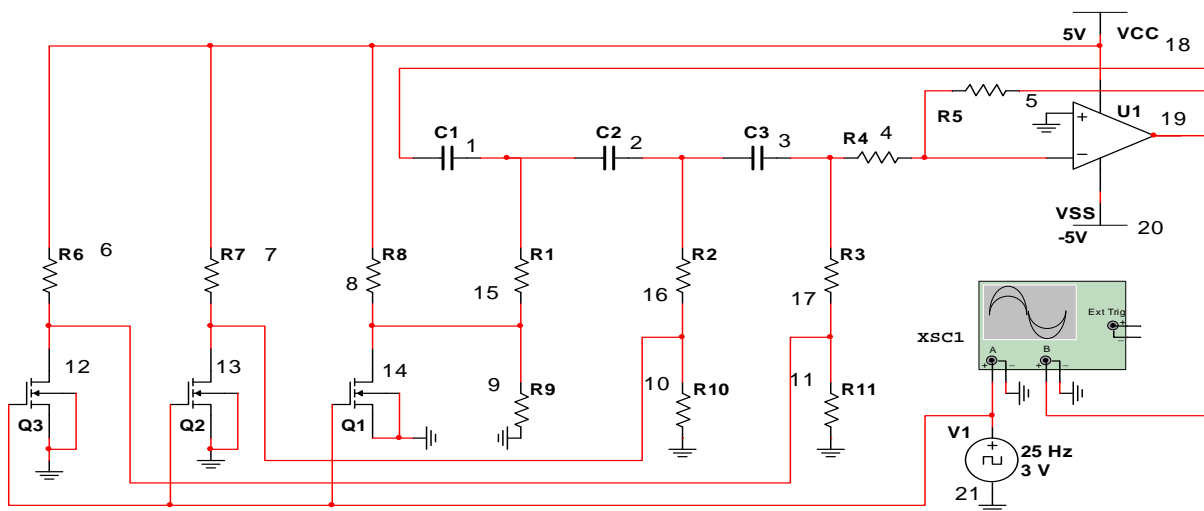 5V VCC 18
R5 5
U1
19
C1 1 C2 2 C3 3 R4 4
+
−
VSS
-5V 20
R6 6 R7 7 R8 8 R1 15 R2 16 R3 17
XSC1
Ext Trig
+
−
A B
+ − + −
12 13 14 9 10 11
Q3 Q2 Q1 R9 R10 R11
V1
+
25 Hz
3 V
21